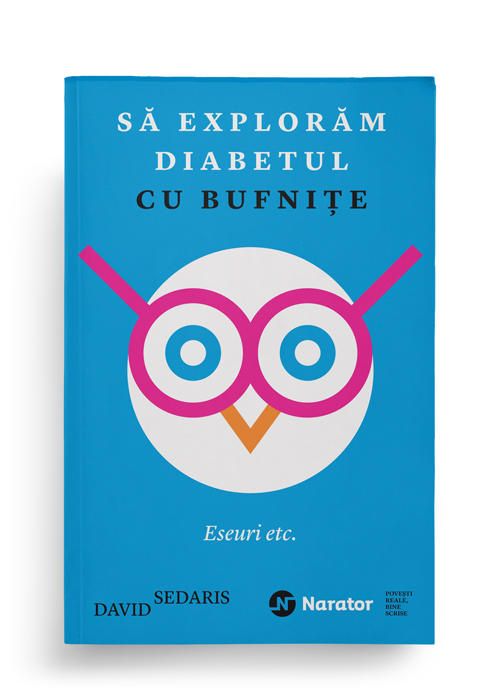 SĂ EXPLORĂM
DIABETUL
CU BUFNIȚE
Eseuri etc.
DAVID SEDARIS
Narator
POVEȘTI
REALE,
BINE
SCRISE